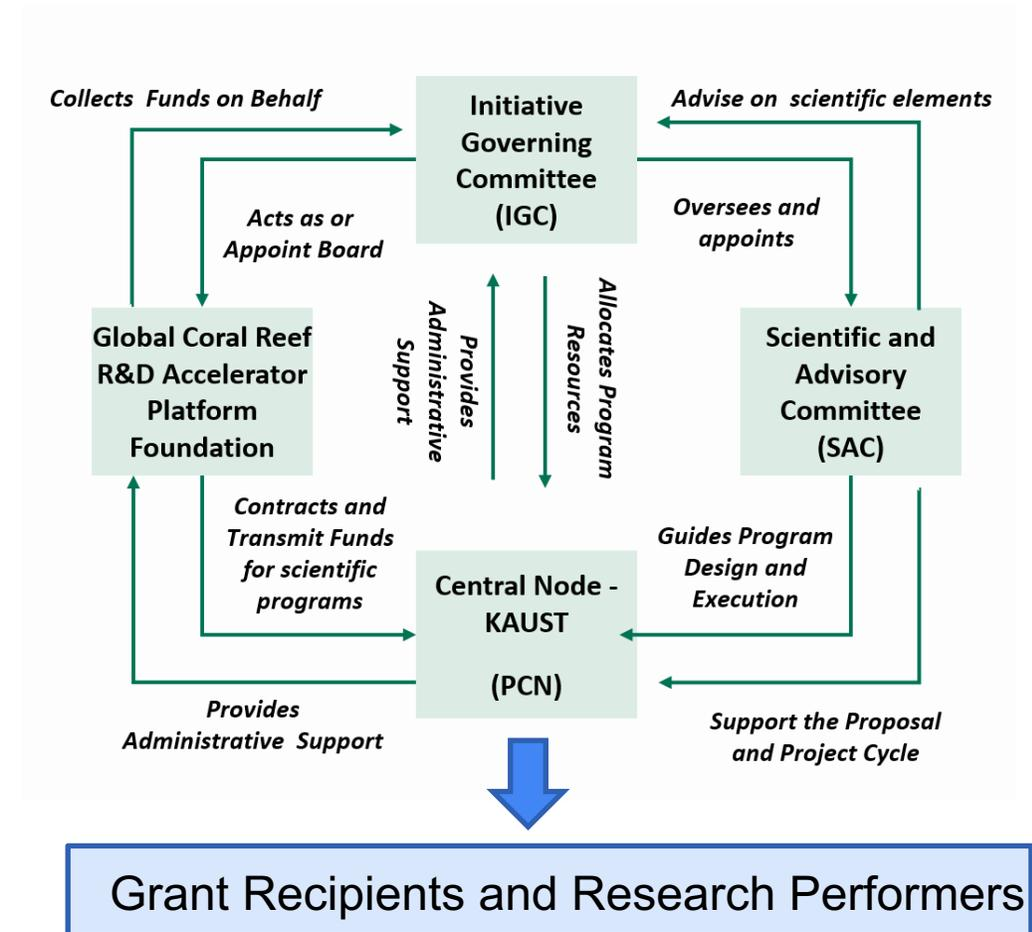 Collects Funds on Behalf
Initiative
Governing
Committee
(IGC)
Advise on scientific elements
Acts as or
Appoint Board
Oversees and
appoints
Global Coral Reef
R&D Accelerator
Platform
Foundation
Provides
Administrative
Support
Allocates Program
Resources
Scientific and
Advisory
Committee
(SAC)
Contracts and
Transmit Funds
for scientific
programs
Guides Program
Design and
Execution
Central Node -
KAUST
(PCN)
Provides
Administrative Support
Support the Proposal
and Project Cycle
Grant Recipients and Research Performers